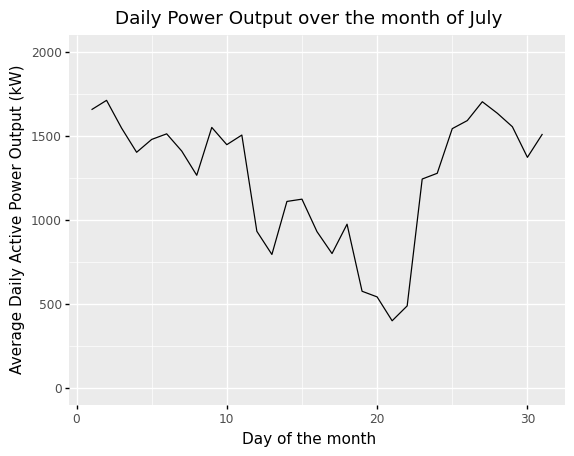 Daily Power Output over the month of July
Average Daily Active Power Output (kW)
2000
1500
1000
500
0
0 10 20 30
Day of the month